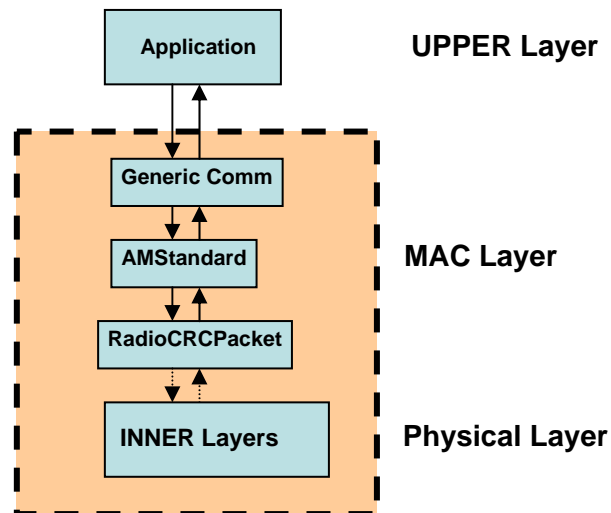 Application
UPPER Layer
Generic Comm
AMStandard
MAC Layer
RadioCRCPacket
INNER Layers
Physical Layer